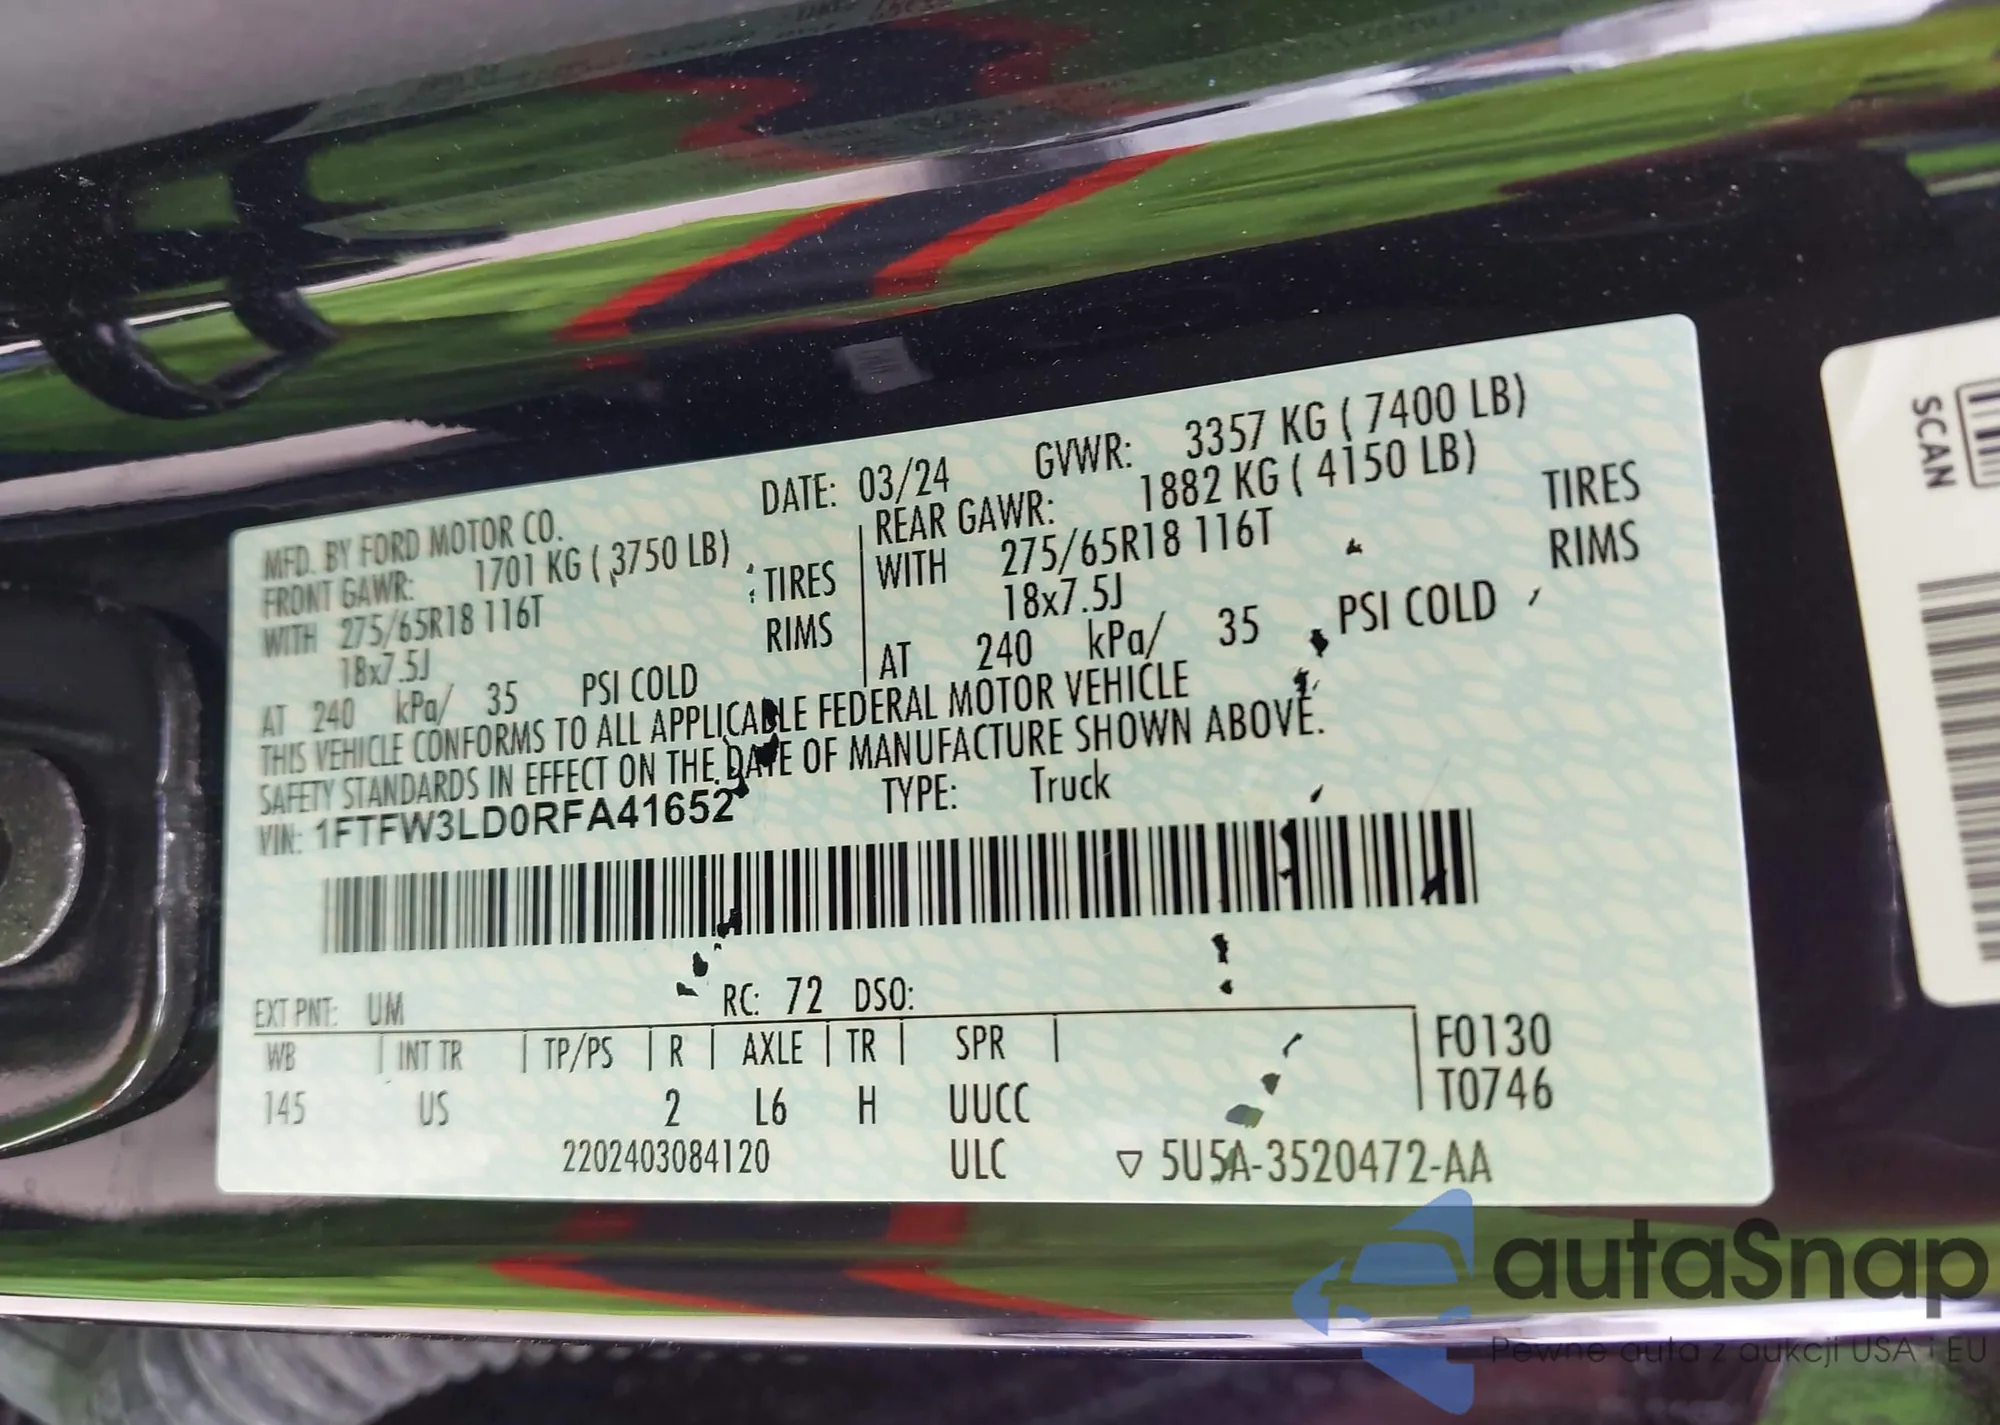 MFD. BY FORD MOTOR CO.
DATE: 03/24
GVWR: 3357 KG ( 7400 LB)
FRONT GAWR: 1701 KG ( 3750 LB)
WITH 275/65R18 116T TIRES
18x7.5J RIMS
AT 240 kPa/ 35 PSI COLD
REAR GAWR: 1882 KG ( 4150 LB)
WITH 275/65R18 116T TIRES
18x7.5J RIMS
AT 240 kPa/ 35 PSI COLD
THIS VEHICLE CONFORMS TO ALL APPLICABLE FEDERAL MOTOR VEHICLE
SAFETY STANDARDS IN EFFECT ON THE DATE OF MANUFACTURE SHOWN ABOVE.
VIN: 1FTFW3LD0RFA41652 TYPE: Truck
EXT PNT: UM RC: 72 DSO:
WB INT TR TP/PS R AXLE TR SPR
F0130
145 US 2 L6 H UUCC
T0746
2202403084120 ULC ▽ 5U5A-3520472-AA
SCAN
autaSnap
Pewne auta z aukcji USA i EU